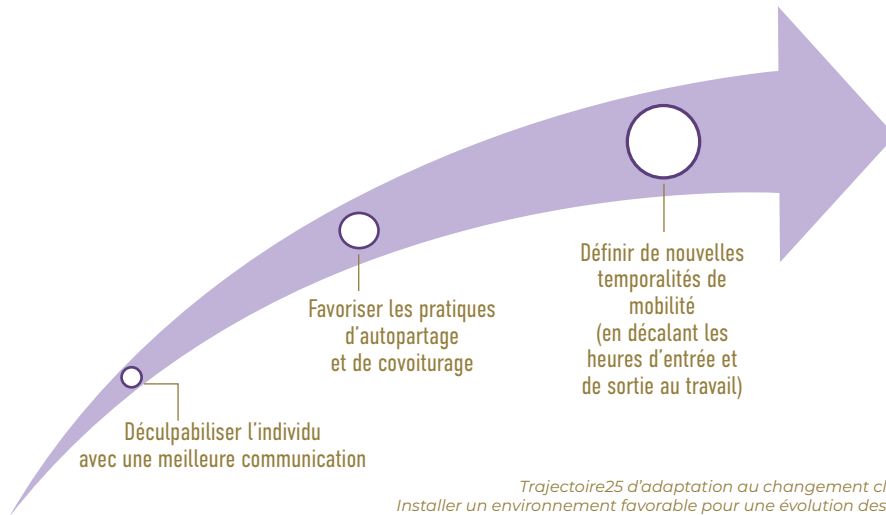 Définir de nouvelles
temporalités de
mobilité
(en décalant les
heures d'entrée et
de sortie au travail)
Favoriser les pratiques
d'autopartage
et de covoiturage
Déculpabiliser l'individu
avec une meilleure communication
Trajectoire25 d'adaptation au changement cl
Installer un environnement favorable pour une évolution des